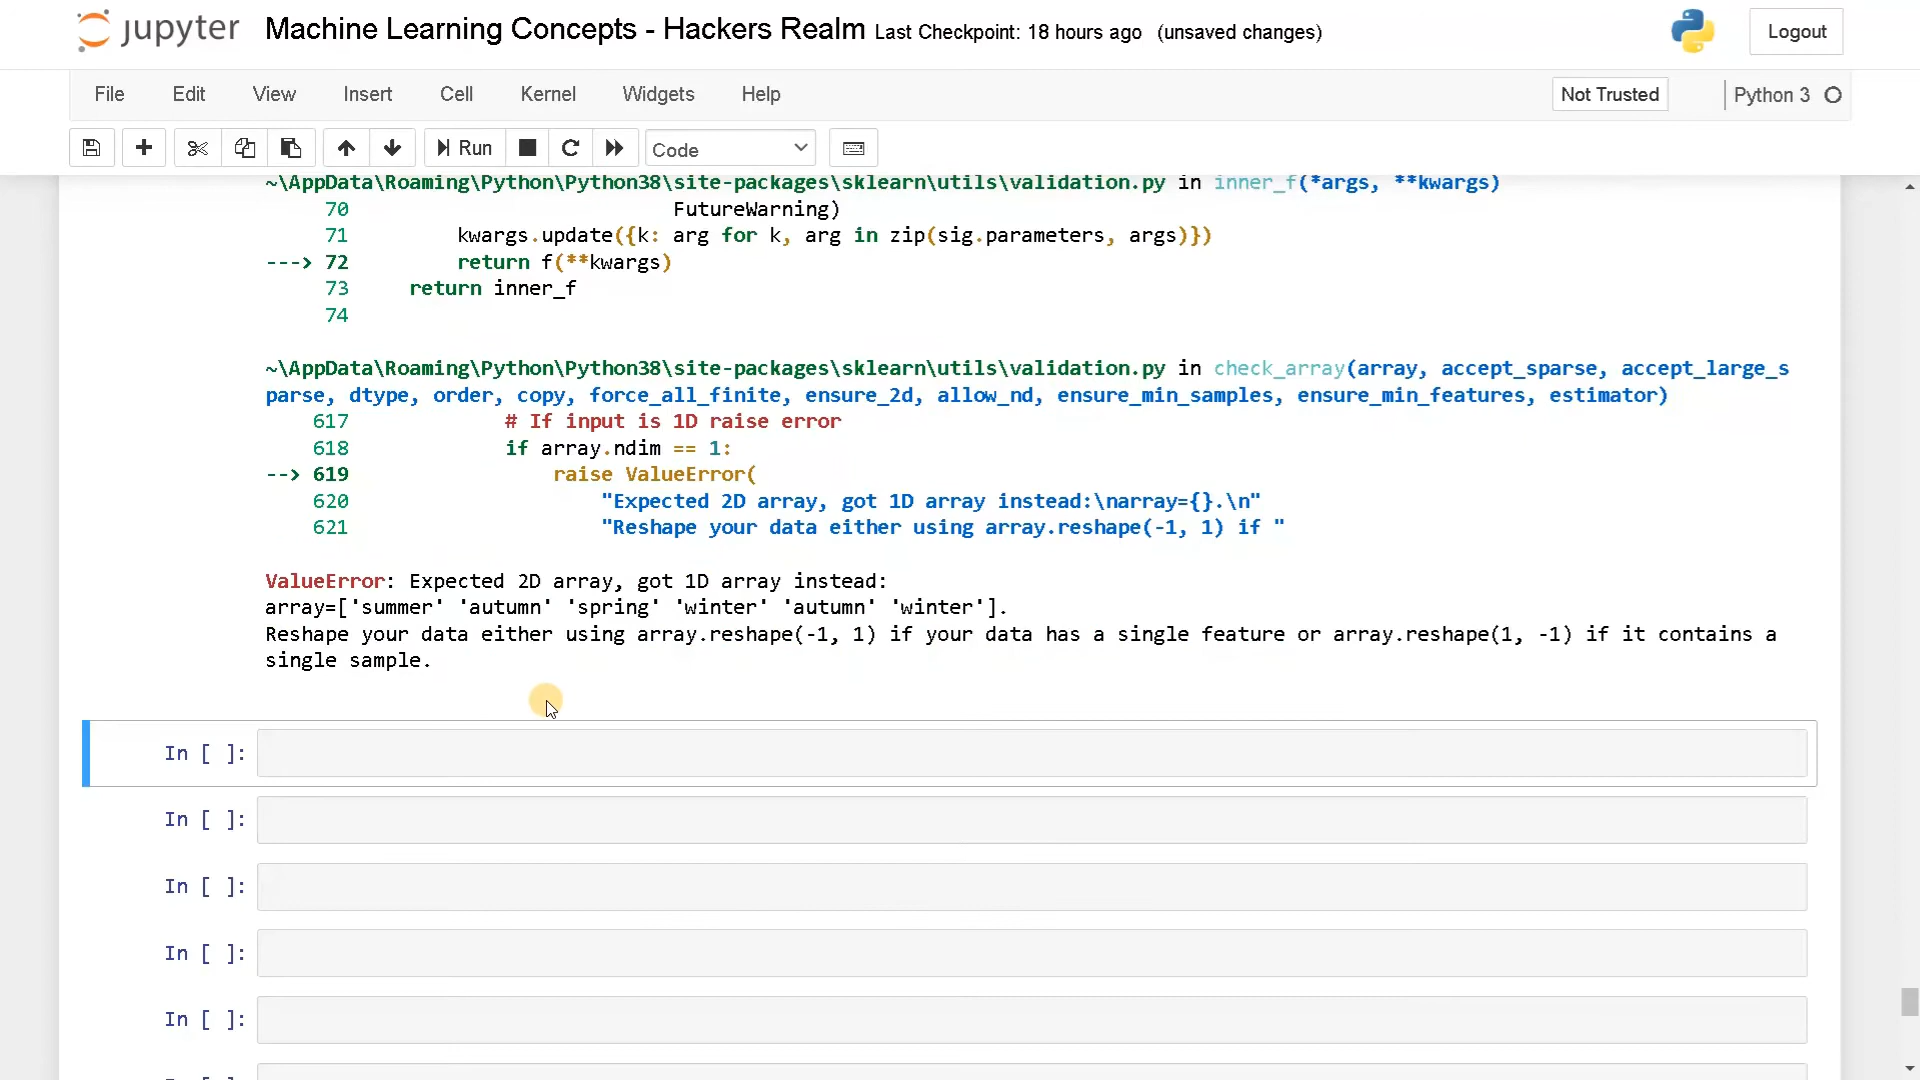 jupyter Machine Learning Concepts - Hackers Realm Last Checkpoint: 18 hours ago (unsaved changes) Logout
File Edit View Insert Cell Kernel Widgets Help Not Trusted Python 3
Run Code
~\AppData\Roaming\Python\Python38\site-packages\sklearn\utils\validation.py in inner_f(*args, **kwargs)
70 FutureWarning)
71 kwargs.update({k: arg for k, arg in zip(sig.parameters, args)})
---> 72 return f(**kwargs)
73 return inner_f
74
~\AppData\Roaming\Python\Python38\site-packages\sklearn\utils\validation.py in check_array(array, accept_sparse, accept_large_s
parse, dtype, order, copy, force_all_finite, ensure_2d, allow_nd, ensure_min_samples, ensure_min_features, estimator)
617 # If input is 1D raise error
618 if array.ndim == 1:
--> 619 raise ValueError(
620 "Expected 2D array, got 1D array instead:\narray={}.\n"
621 "Reshape your data either using array.reshape(-1, 1) if "
ValueError: Expected 2D array, got 1D array instead:
array=['summer' 'autumn' 'spring' 'winter' 'autumn' 'winter'].
Reshape your data either using array.reshape(-1, 1) if your data has a single feature or array.reshape(1, -1) if it contains a
single sample.
In [ ]:
In [ ]:
In [ ]:
In [ ]:
In [ ]: